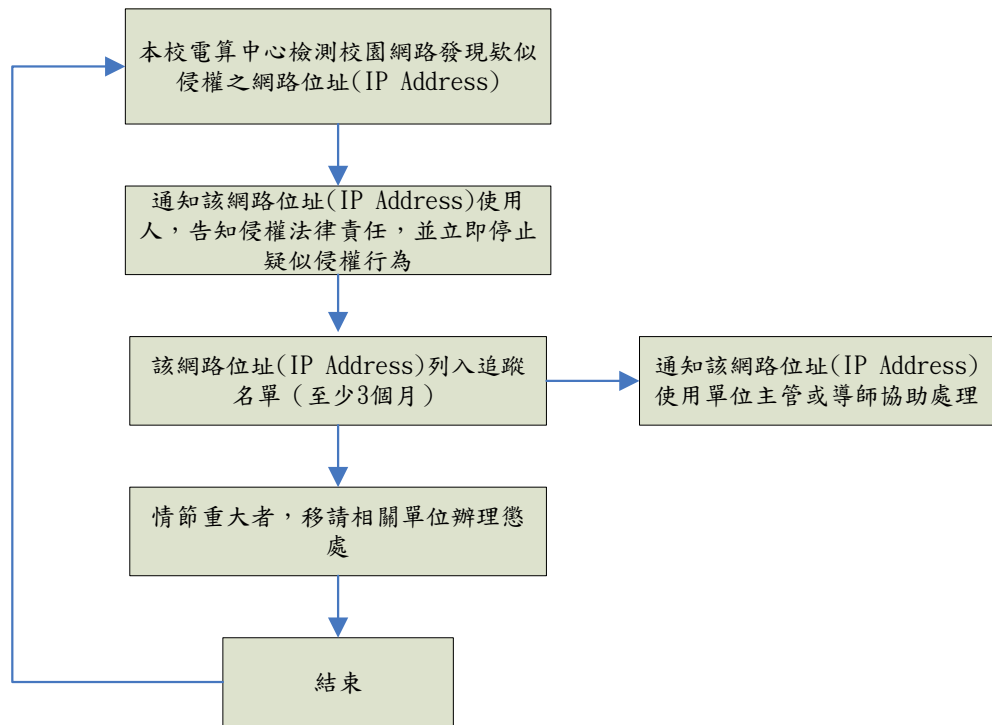 本校電算中心檢測校園網路發現疑似
侵權之網路位址(IP Address)
通知該網路位址(IP Address)使用
人，告知侵權法律責任，並立即停止
疑似侵權行為
該網路位址(IP Address)列入追蹤
名單（至少3個月）
通知該網路位址(IP Address)
使用單位主管或導師協助處理
情節重大者，移請相關單位辦理懲
處
結束